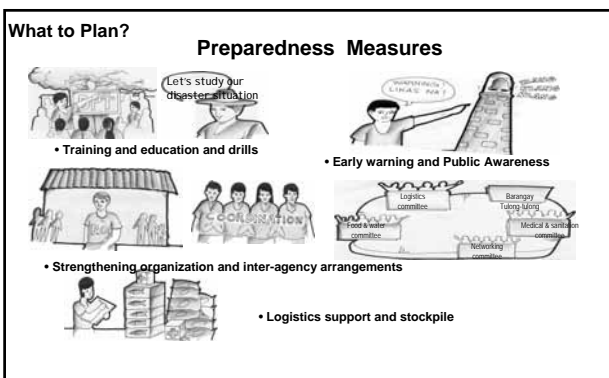 What to Plan?
Preparedness Measures
Let's study our
disaster situation
WARNING!
LIKAS NA!
• Training and education and drills
• Early warning and Public Awareness
COORDINATION
Logistics
committee
Barangay
Tulong-tulong
Food & water
committee
Medical & sanitation
committee
Networking
committee
• Strengthening organization and inter-agency arrangements
• Logistics support and stockpile